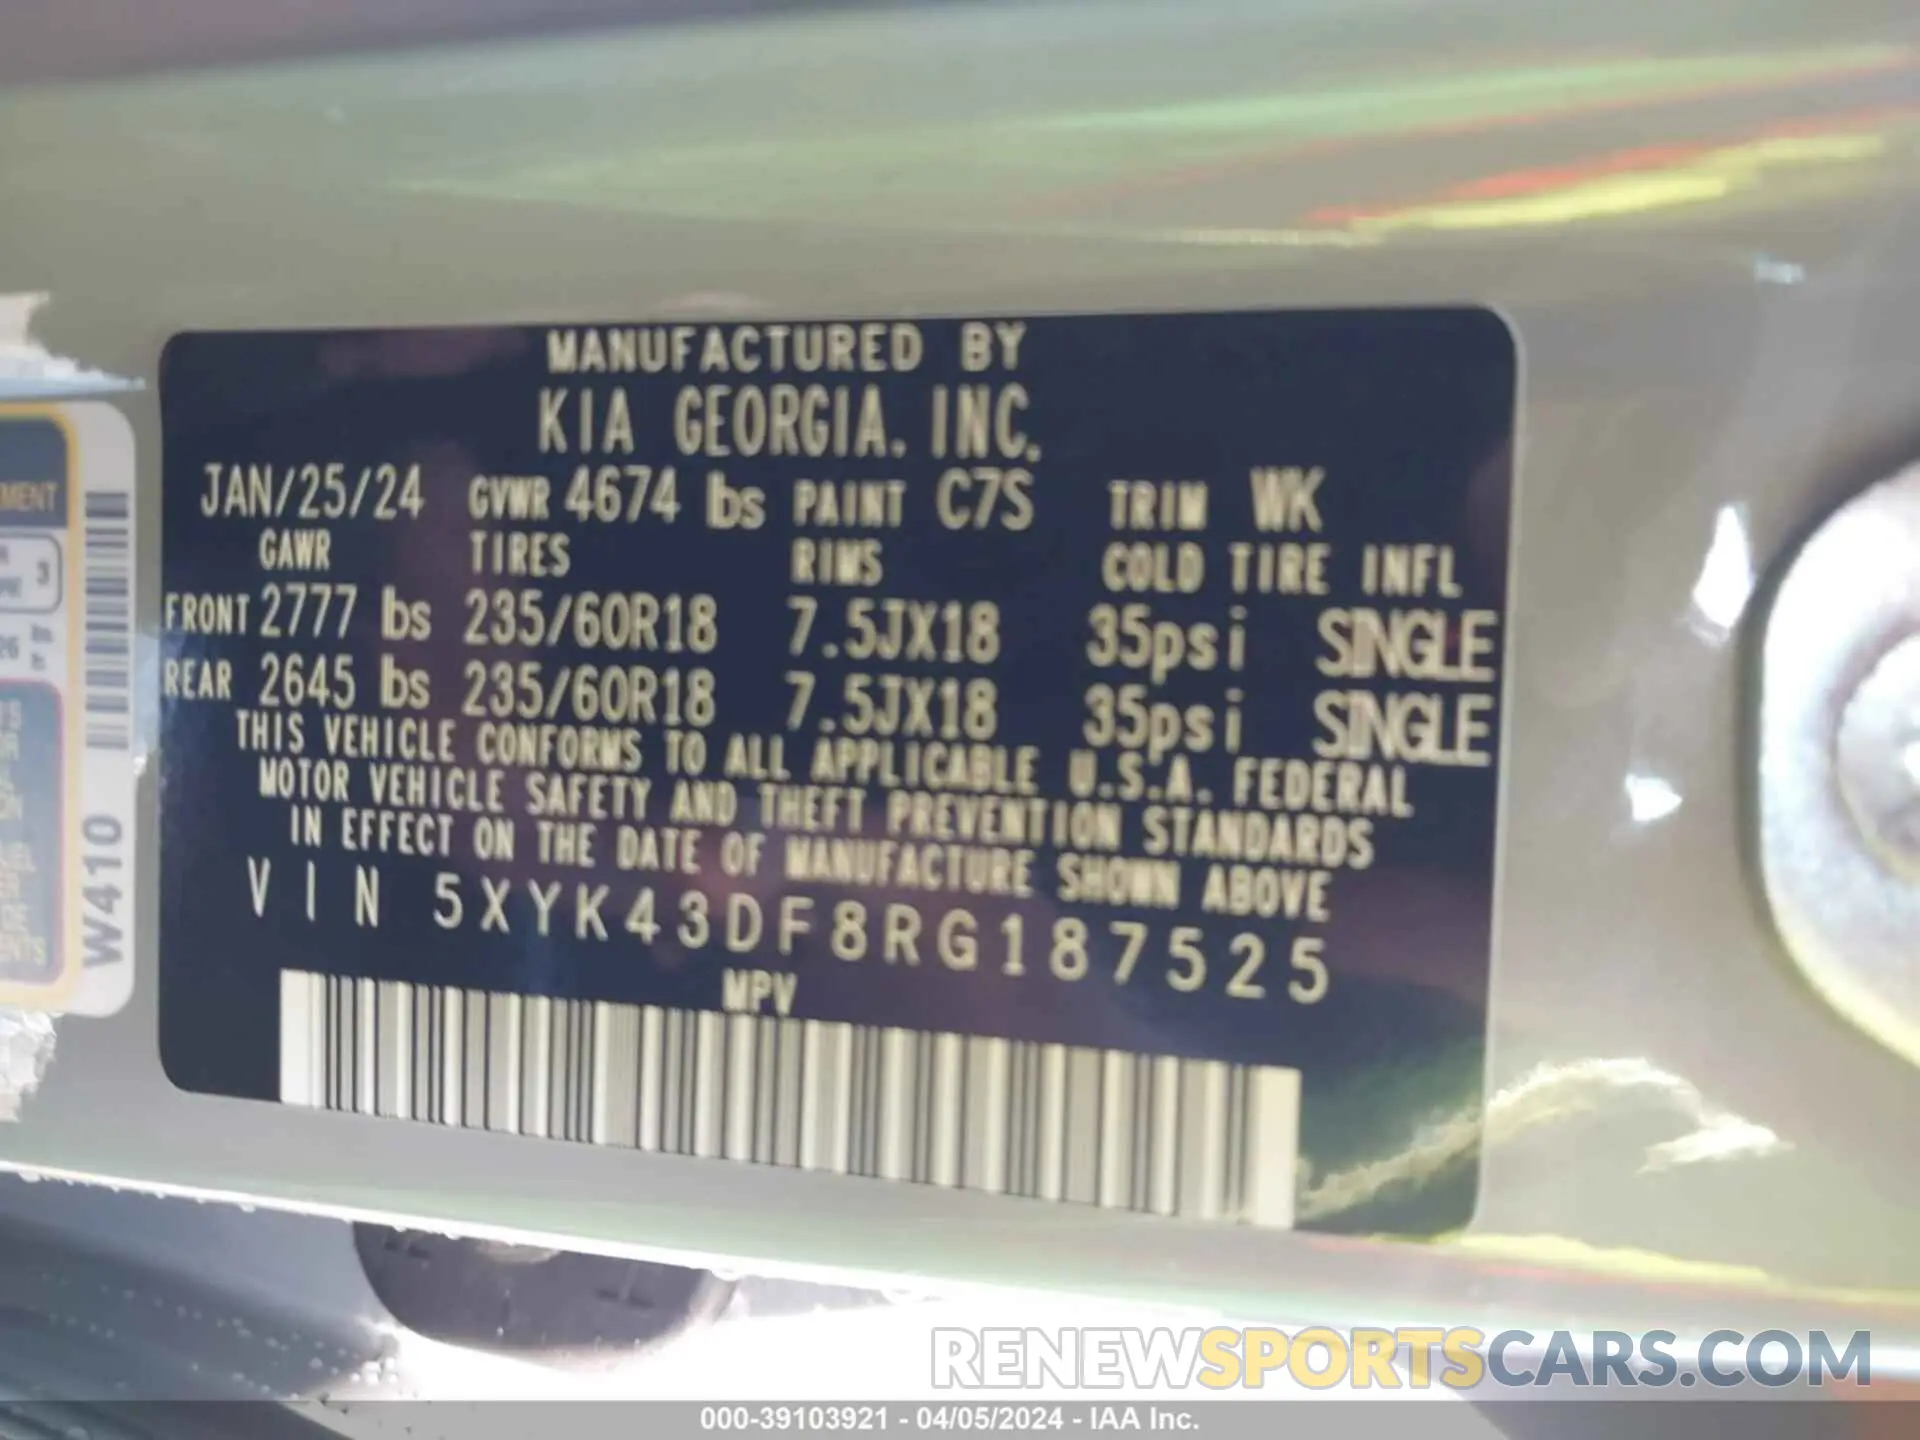 MANUFACTURED BY
KIA GEORGIA, INC.
JAN/25/24 GVWR 4674 lbs PAINT C7S TRIM WK
GAWR TIRES RIMS COLD TIRE INFL
FRONT 2777 lbs 235/60R18 7.5JX18 35psi SINGLE
REAR 2645 lbs 235/60R18 7.5JX18 35psi SINGLE
THIS VEHICLE CONFORMS TO ALL APPLICABLE U.S.A. FEDERAL
MOTOR VEHICLE SAFETY AND THEFT PREVENTION STANDARDS
IN EFFECT ON THE DATE OF MANUFACTURE SHOWN ABOVE
VIN 5XYK43DF8RG187525
MPV
W410
3
RENEWSPORTSCARS.COM
000-39103921 - 04/05/2024 - IAA Inc.